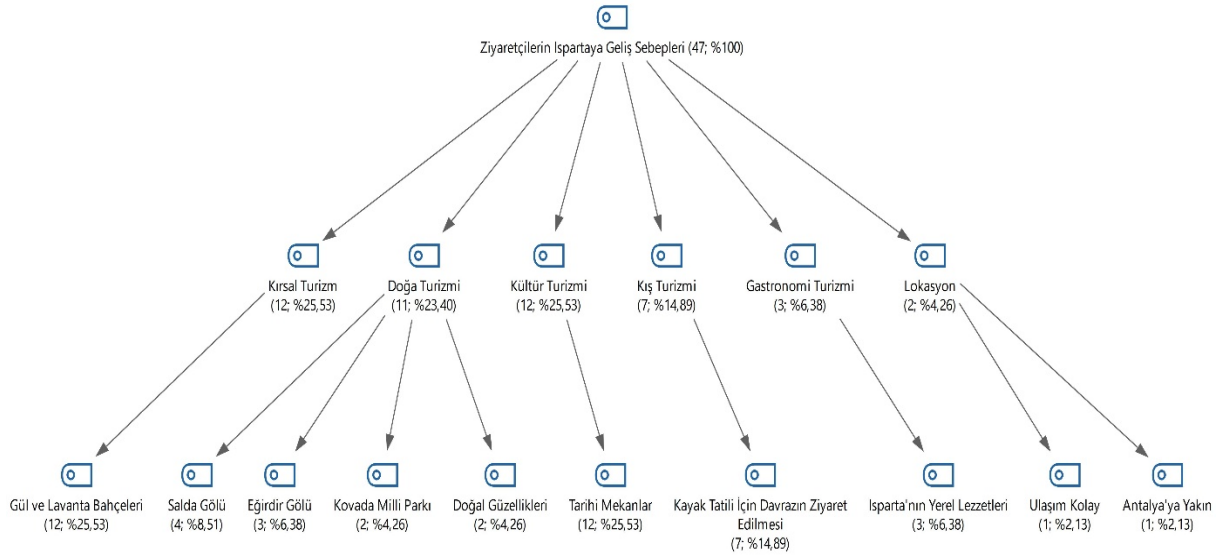 Ziyaretçilerin Ispartaya Geliş Sebepleri (47; %100)
Kırsal Turizm
(12; %25,53)
Doğa Turizmi
(11; %23,40)
Kültür Turizmi
(12; %25,53)
Kış Turizmi
(7; %14,89)
Gastronomi Turizmi
(3; %6,38)
Lokasyon
(2; %4,26)
Gül ve Lavanta Bahçeleri
(12; %25,53)
Salda Gölü
(4; %8,51)
Eğirdir Gölü
(3; %6,38)
Kovada Milli Parkı
(2; %4,26)
Doğal Güzellikleri
(2; %4,26)
Tarihi Mekanlar
(12; %25,53)
Kayak Tatili İçin Davrazın Ziyaret
Edilmesi
(7; %14,89)
Isparta'nın Yerel Lezzetleri
(3; %6,38)
Ulaşım Kolay
(1; %2,13)
Antalya'ya Yakın
(1; %2,13)